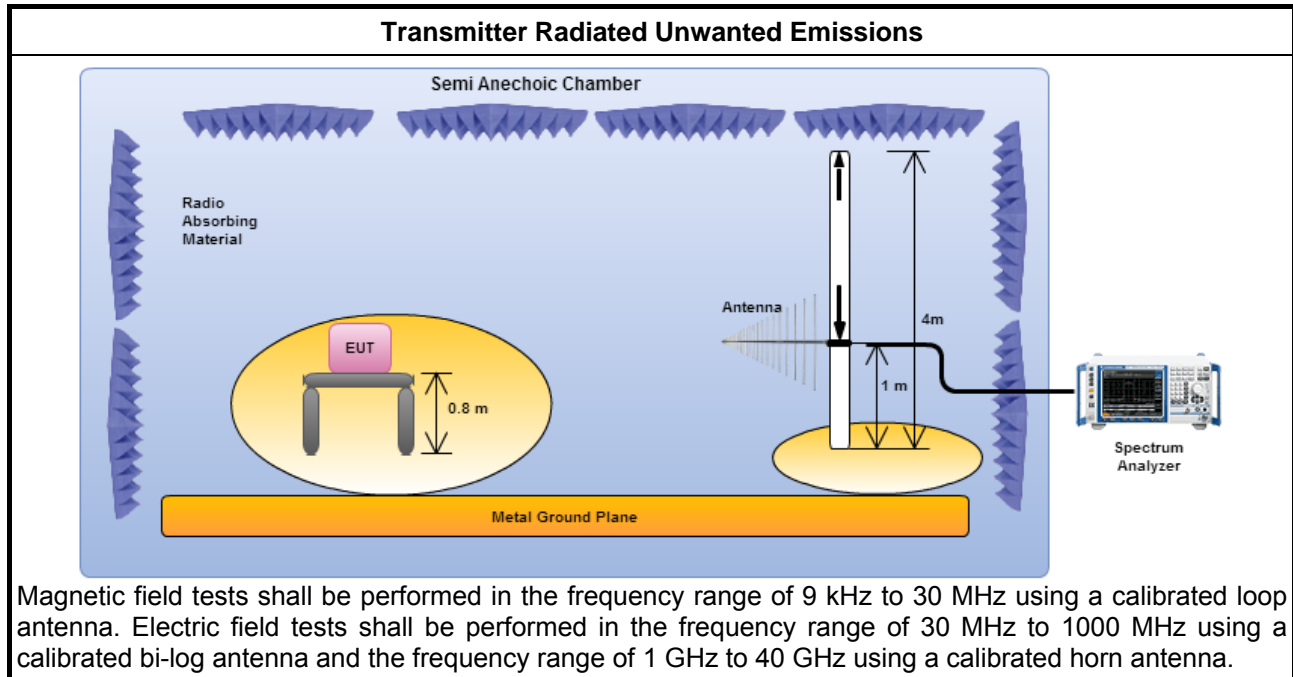 Transmitter Radiated Unwanted Emissions
Semi Anechoic Chamber
Radio
Absorbing
Material
Antenna
4m
EUT
1 m
0.8 m
Spectrum
Analyzer
Metal Ground Plane
Magnetic field tests shall be performed in the frequency range of 9 kHz to 30 MHz using a calibrated loop
antenna. Electric field tests shall be performed in the frequency range of 30 MHz to 1000 MHz using a
calibrated bi-log antenna and the frequency range of 1 GHz to 40 GHz using a calibrated horn antenna.